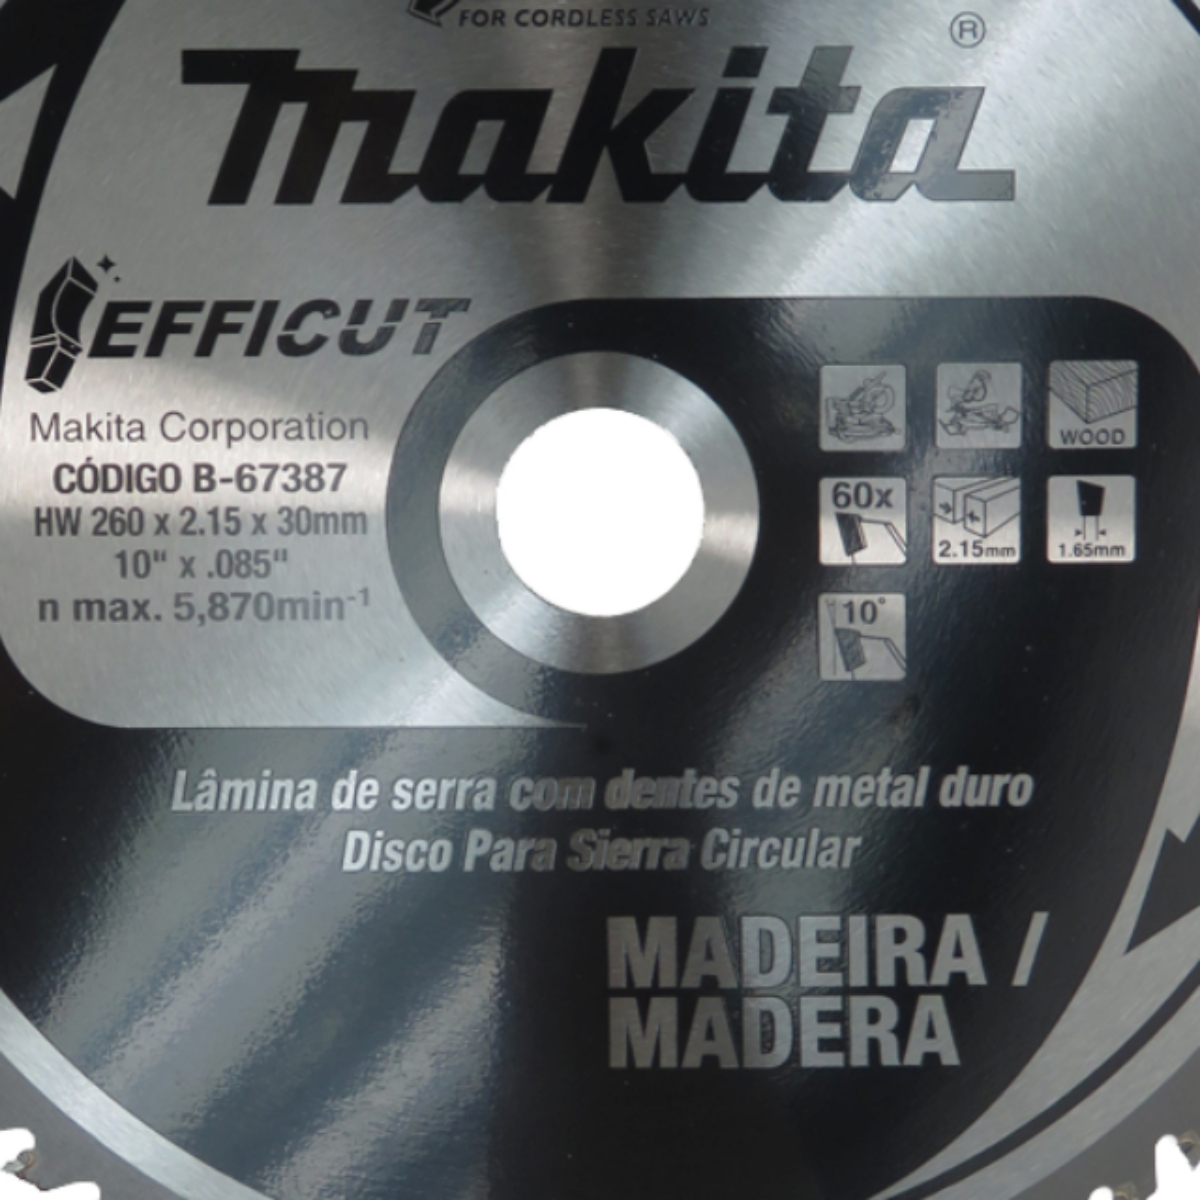 FOR CORDLESS SAWS
makita®
EFFICUT
Makita Corporation
CÓDIGO B-67387
HW 260 x 2.15 x 30mm
10" x .085"
n max. 5,870min⁻¹
WOOD
60x
2.15mm
1.65mm
10°
Lâmina de serra com dentes de metal duro
Disco Para Sierra Circular
MADEIRA /
MADERA